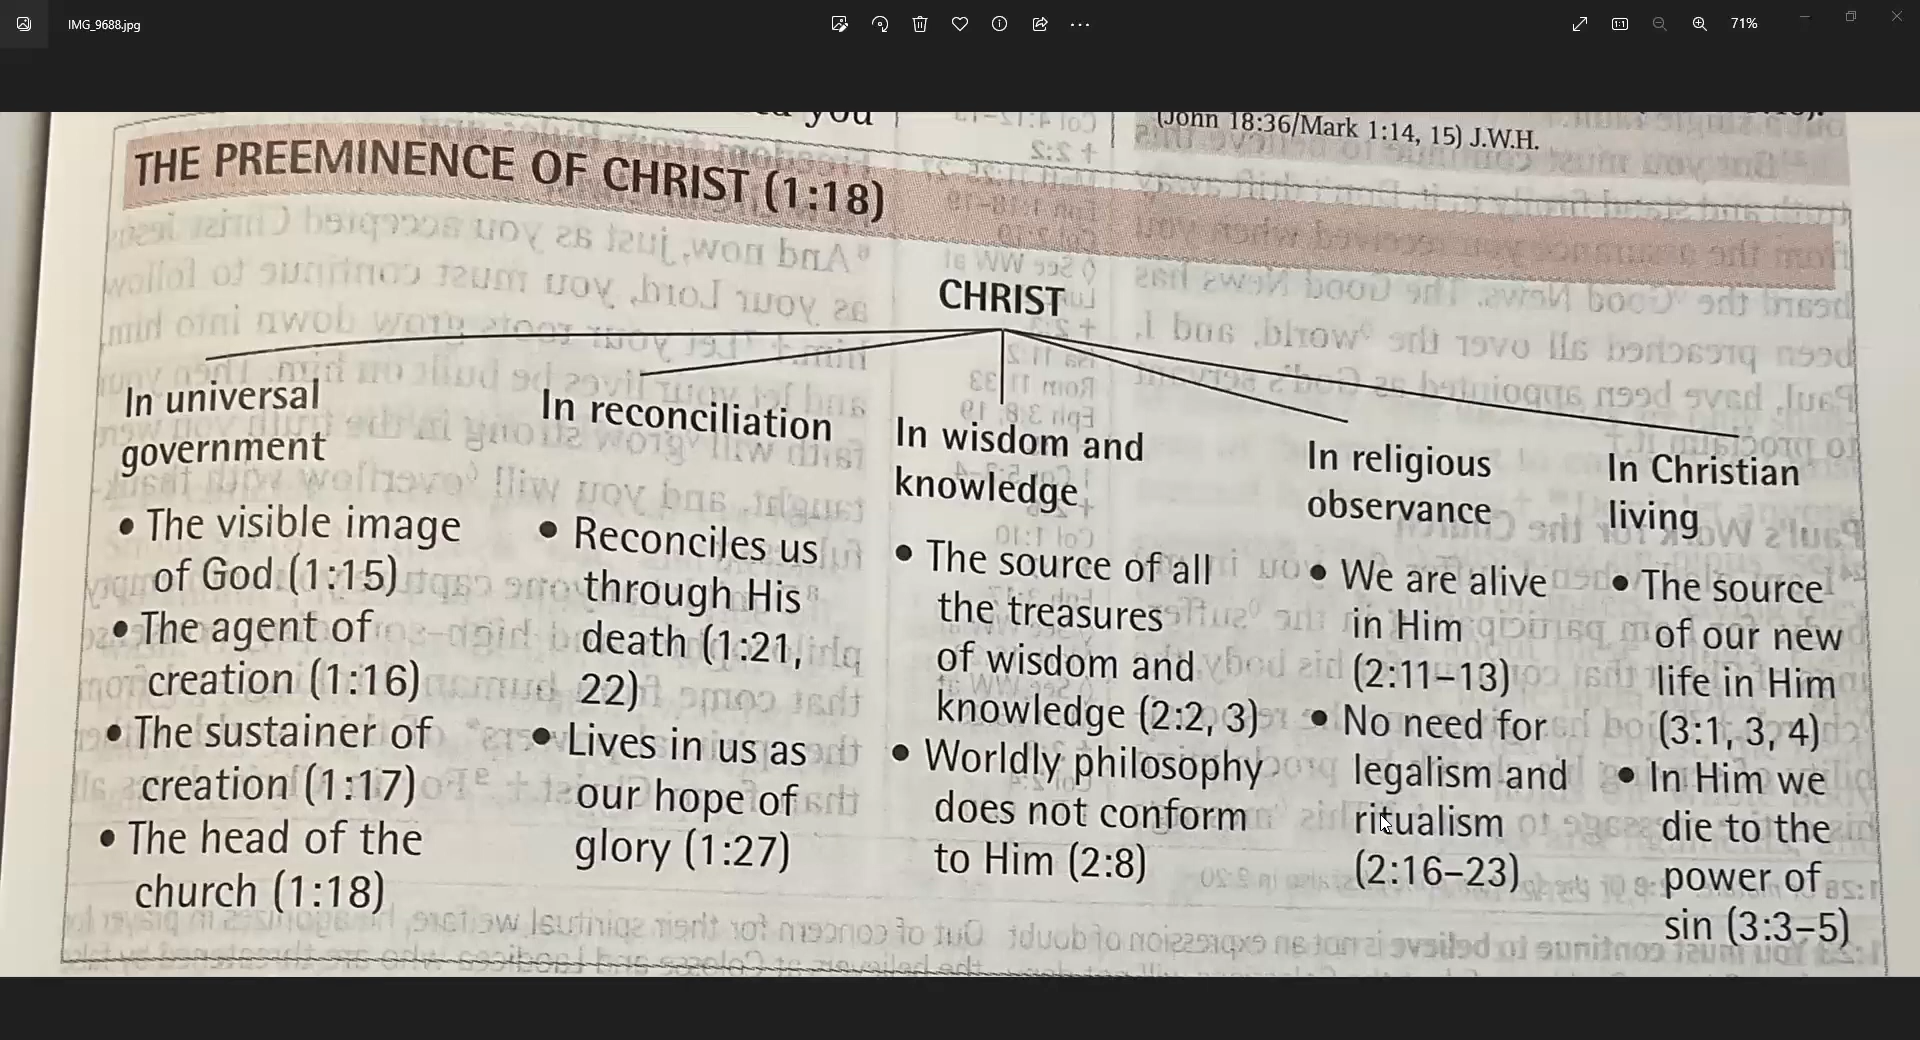 IMG_9688.jpg
71%
you
(John 18:36/Mark 1:14, 15) J.W.H.
THE PREEMINENCE OF CHRIST (1:18)
CHRIST
In universal
government
• The visible image
of God (1:15)
• The agent of
creation (1:16)
• The sustainer of
creation (1:17)
• The head of the
church (1:18)
In reconciliation
• Reconciles us
through His
death (1:21,
22)
• Lives in us as
our hope of
glory (1:27)
In wisdom and
knowledge
• The source of all
the treasures
of wisdom and
knowledge (2:2, 3)
• Worldly philosophy
does not conform
to Him (2:8)
In religious
observance
• We are alive
in Him
(2:11–13)
• No need for
legalism and
ritualism
(2:16–23)
In Christian
living
• The source
of our new
life in Him
(3:1, 3, 4)
• In Him we
die to the
power of
sin (3:3–5)